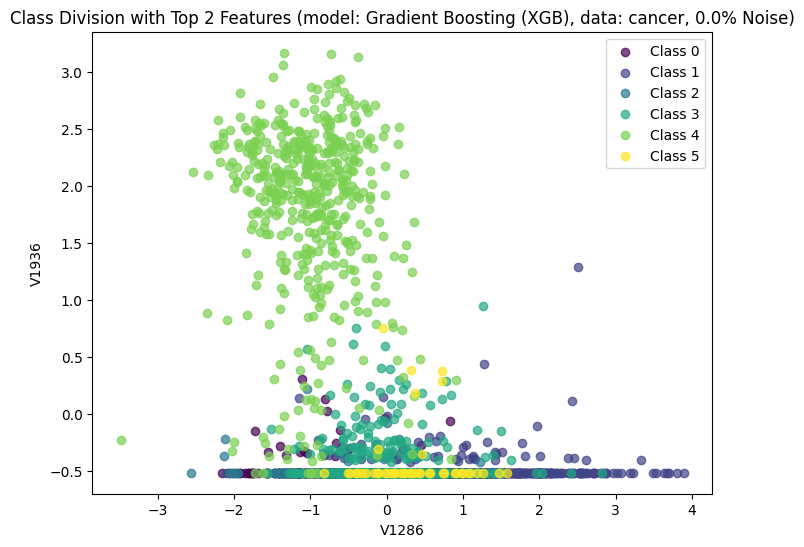 Class Division with Top 2 Features (model: Gradient Boosting (XGB), data: cancer, 0.0% Noise)
Class 0
Class 1
Class 2
Class 3
Class 4
Class 5
3.0
2.5
2.0
1.5
1.0
0.5
0.0
−0.5
V1936
−3
−2
−1
0
1
2
3
4
V1286